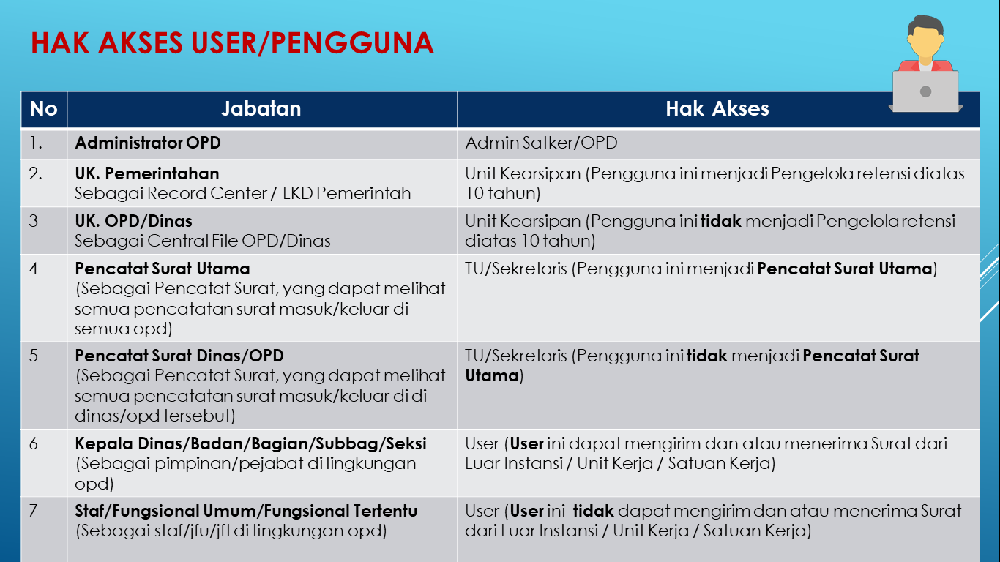 HAK AKSES USER/PENGGUNA
No Jabatan Hak Akses
1. Administrator OPD Admin Satker/OPD
2. UK. Pemerintahan
Sebagai Record Center / LKD Pemerintah
Unit Kearsipan (Pengguna ini menjadi Pengelola retensi diatas
10 tahun)
3 UK. OPD/Dinas
Sebagai Central File OPD/Dinas
Unit Kearsipan (Pengguna ini tidak menjadi Pengelola retensi
diatas 10 tahun)
4 Pencatat Surat Utama
(Sebagai Pencatat Surat, yang dapat melihat
semua pencatatan surat masuk/keluar di
semua opd)
TU/Sekretaris (Pengguna ini menjadi Pencatat Surat Utama)
5 Pencatat Surat Dinas/OPD
(Sebagai Pencatat Surat, yang dapat melihat
semua pencatatan surat masuk/keluar di di
dinas/opd tersebut)
TU/Sekretaris (Pengguna ini tidak menjadi Pencatat Surat
Utama)
6 Kepala Dinas/Badan/Bagian/Subbag/Seksi
(Sebagai pimpinan/pejabat di lingkungan
opd)
User (User ini dapat mengirim dan atau menerima Surat dari
Luar Instansi / Unit Kerja / Satuan Kerja)
7 Staf/Fungsional Umum/Fungsional Tertentu
(Sebagai staf/jfu/jft di lingkungan opd)
User (User ini tidak dapat mengirim dan atau menerima Surat
dari Luar Instansi / Unit Kerja / Satuan Kerja)